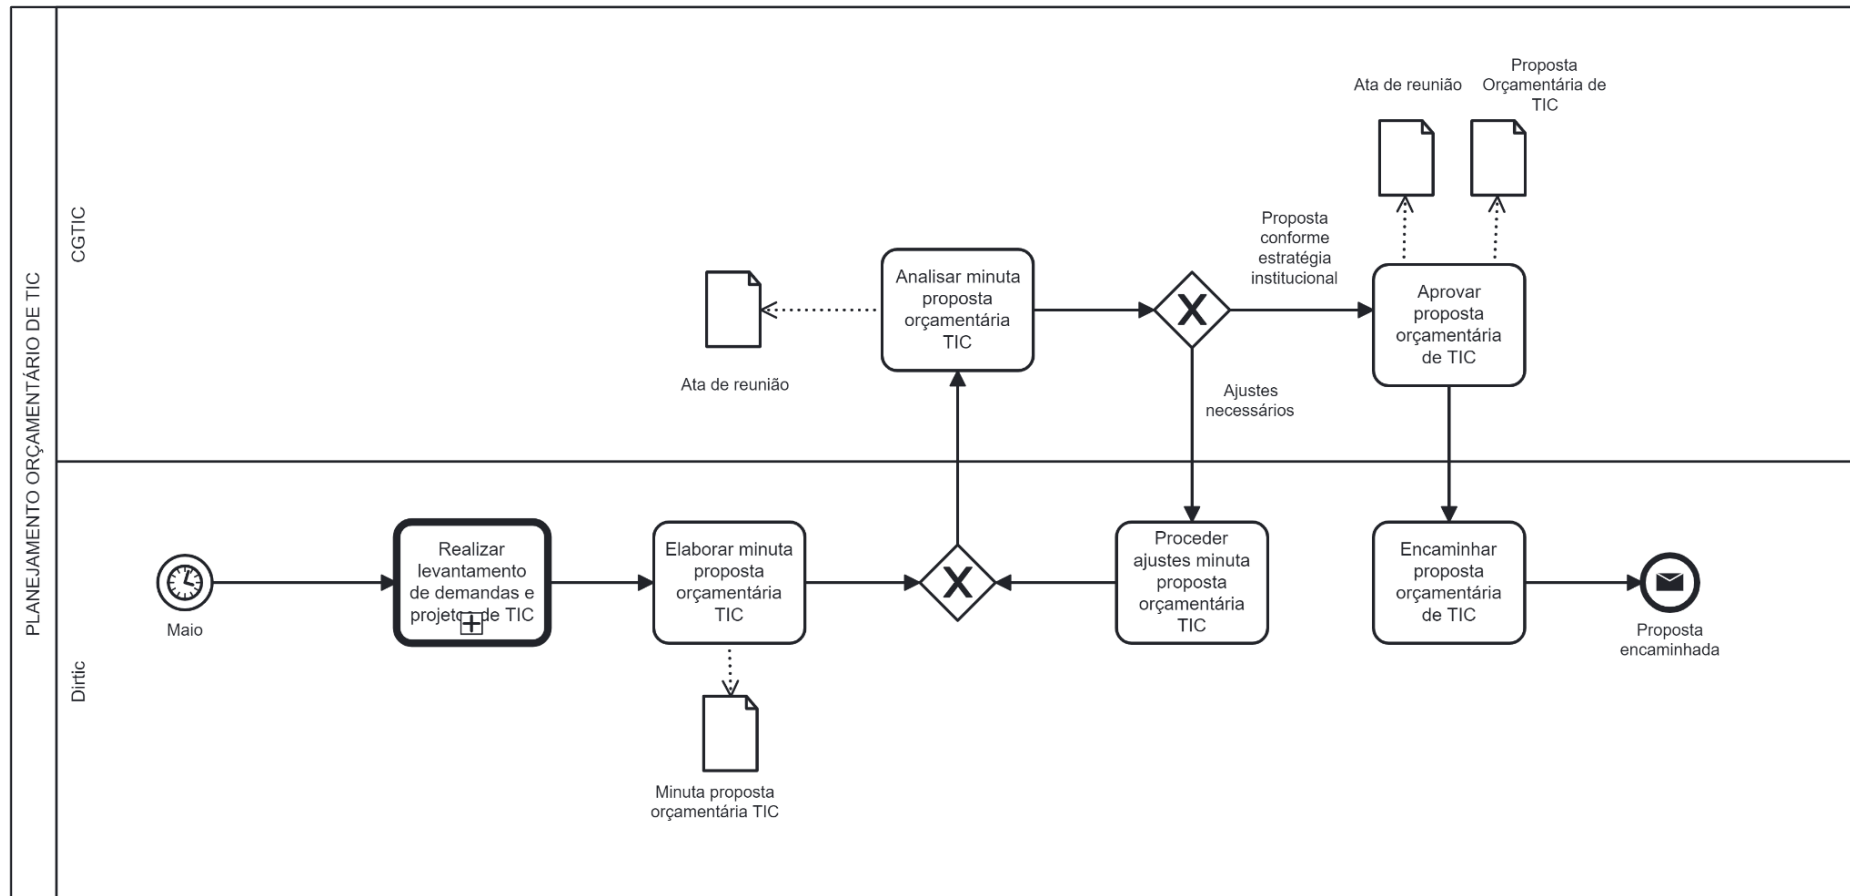 PLANEJAMENTO ORÇAMENTÁRIO DE TIC
CGTIC
Ata de reunião
Proposta
Orçamentária de
TIC
Analisar minuta
proposta
orçamentária
TIC
Ata de reunião
Proposta
conforme
estratégia
institucional
Aprovar
proposta
orçamentária
de TIC
Ajustes
necessários
Dirtic
Maio
Realizar
levantamento
de demandas e
projetos de TIC
Elaborar minuta
proposta
orçamentária
TIC
Minuta proposta
orçamentária TIC
Proceder
ajustes minuta
proposta
orçamentária
TIC
Encaminhar
proposta
orçamentária
de TIC
Proposta
encaminhada